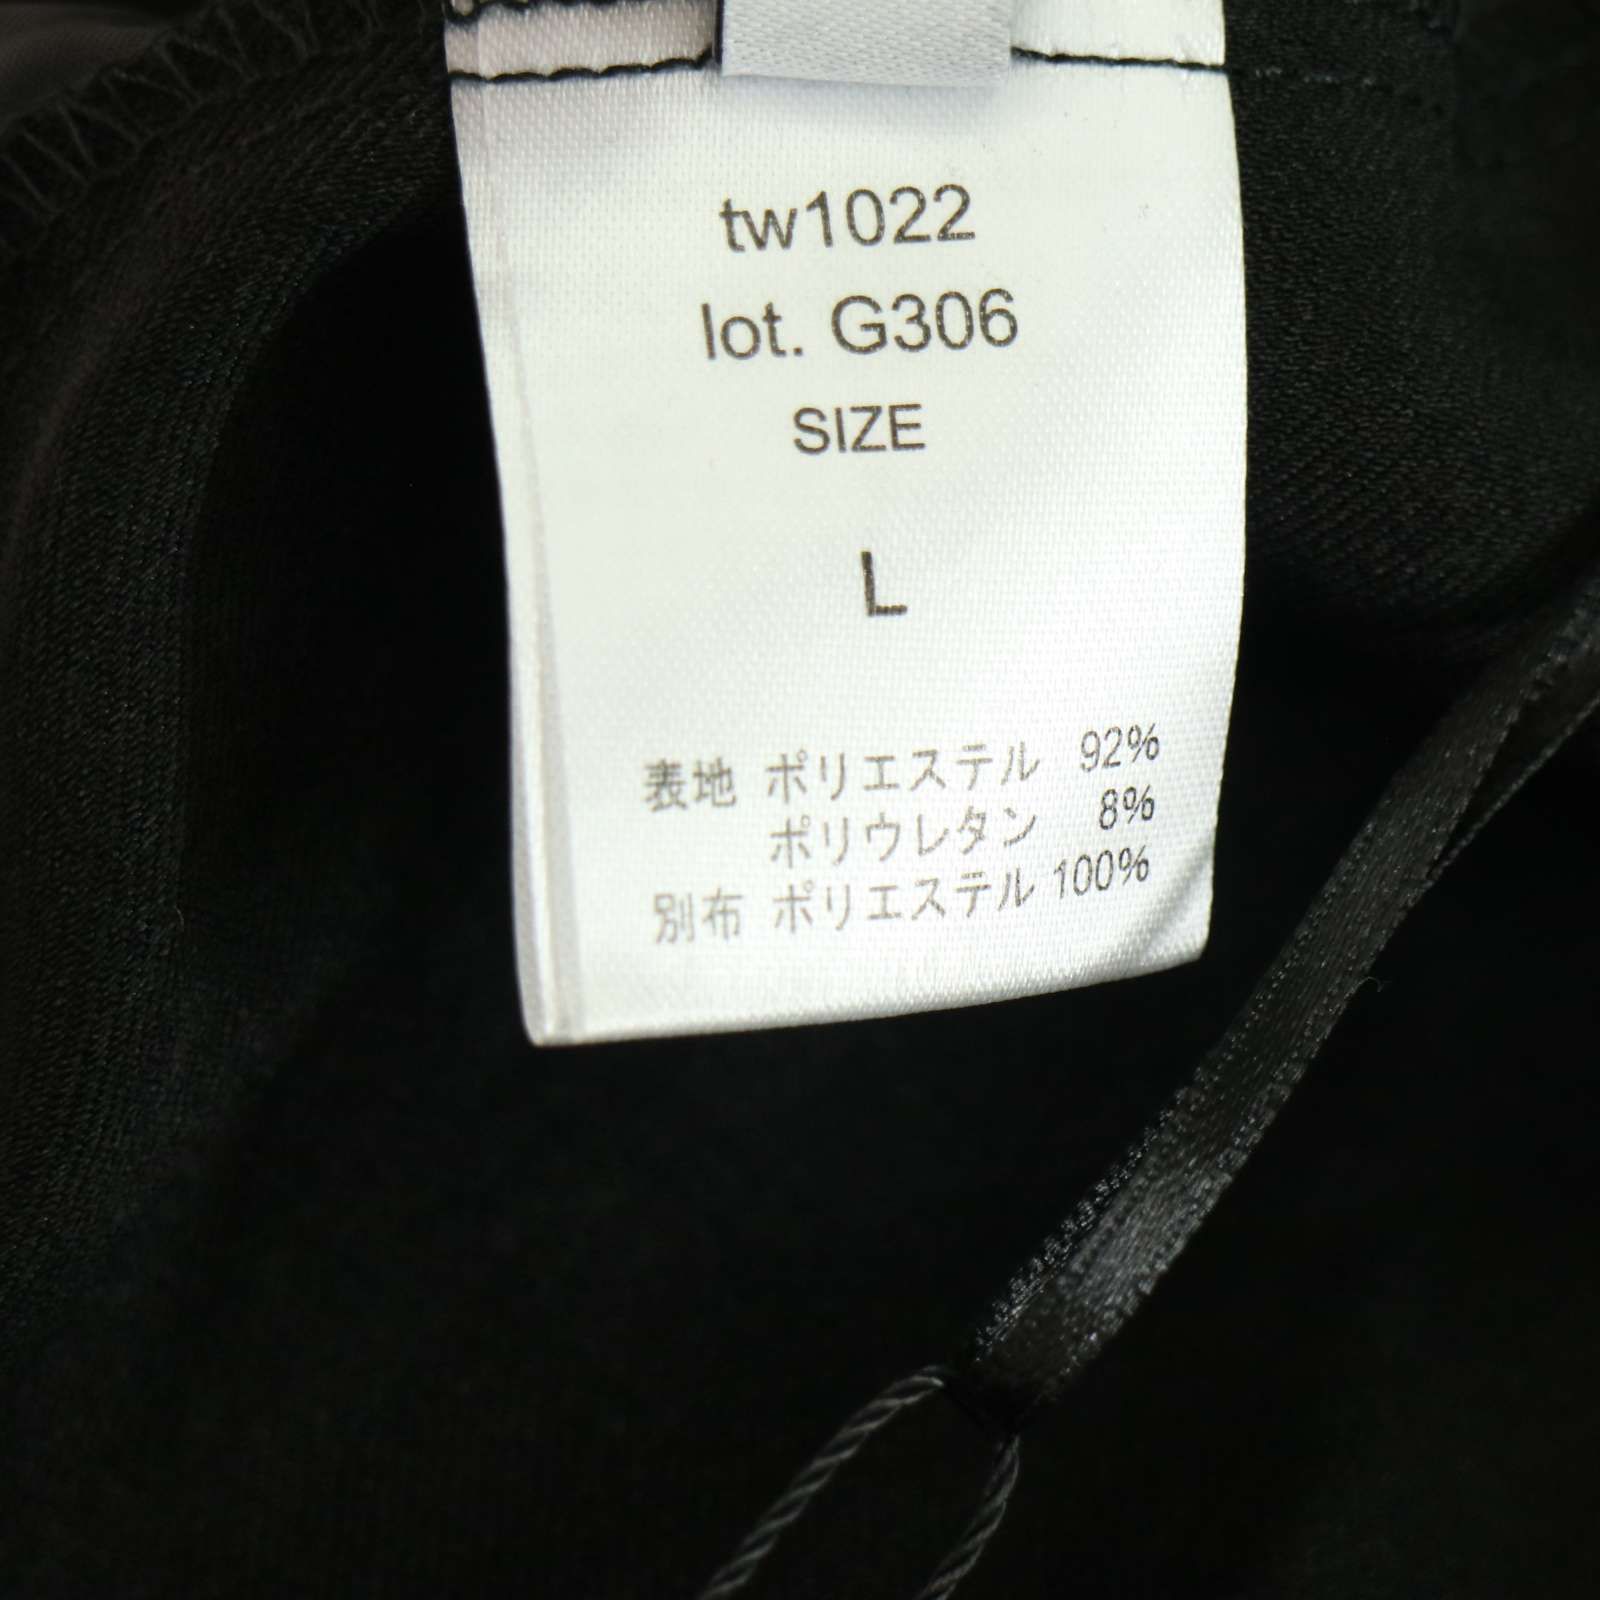 tw1022
lot. G306
SIZE
L
表地 ポリエステル 92%
ポリウレタン 8%
別布 ポリエステル 100%